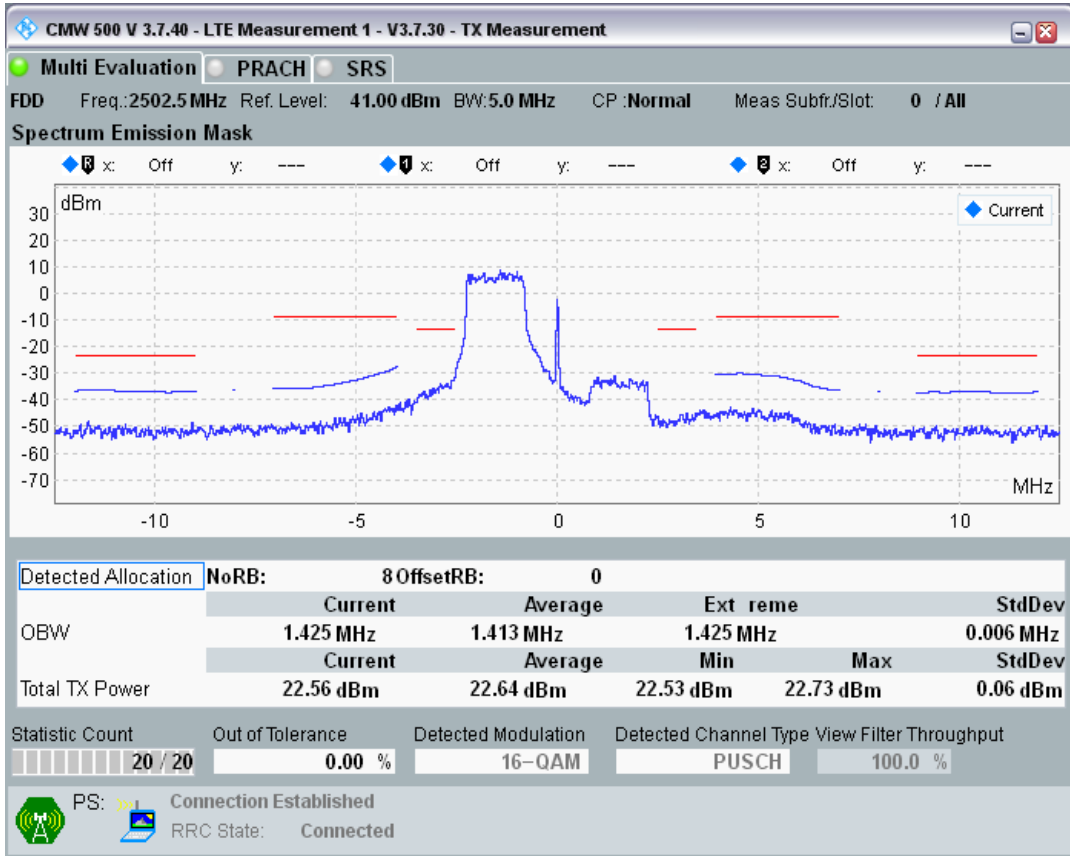 CMW 500 V 3.7.40 - LTE Measurement 1 - V3.7.30 - TX Measurement
Multi Evaluation PRACH SRS
FDD Freq.:2502.5 MHz Ref. Level: 41.00 dBm BW:5.0 MHz CP :Normal Meas Subfr./Slot: 0 / All
Spectrum Emission Mask
R x: Off y: --- 1 x: Off y: --- 2 x: Off y: ---
dBm
Current
30
20
10
0
-10
-20
-30
-40
-50
-60
-70
MHz
-10 -5 0 5 10
Detected Allocation NoRB: 8 OffsetRB: 0
Current Average Ext reme StdDev
OBW 1.425 MHz 1.413 MHz 1.425 MHz 0.006 MHz
Current Average Min Max StdDev
Total TX Power 22.56 dBm 22.64 dBm 22.53 dBm 22.73 dBm 0.06 dBm
Statistic Count Out of Tolerance Detected Modulation Detected Channel Type View Filter Throughput
20 / 20 0.00 % 16-QAM PUSCH 100.0 %
PS: Connection Established
RRC State: Connected